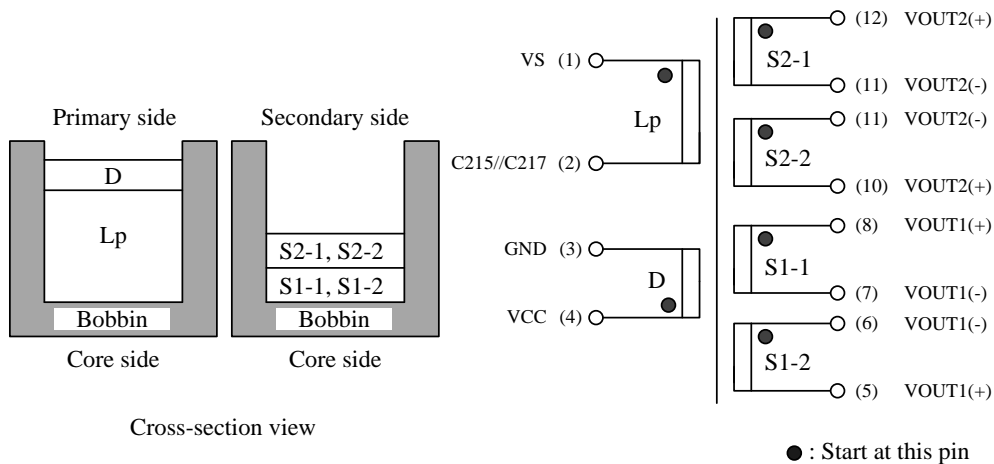 Primary side
D
Lp
Bobbin
Core side
Secondary side
S2-1, S2-2
S1-1, S1-2
Bobbin
Core side
Cross-section view
VS (1)
Lp
C215//C217 (2)
GND (3)
D
VCC (4)
(12) VOUT2(+)
S2-1
(11) VOUT2(-)
(11) VOUT2(-)
S2-2
(10) VOUT2(+)
(8) VOUT1(+)
S1-1
(7) VOUT1(-)
(6) VOUT1(-)
S1-2
(5) VOUT1(+)
: Start at this pin